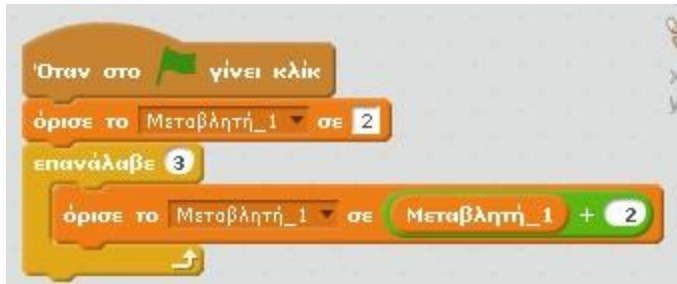 Όταν στο γίνει κλίκ
όρισε το Μεταβλητή_1 σε 2
επανάλαβε 3
όρισε το Μεταβλητή_1 σε Μεταβλητή_1 + 2
x
y